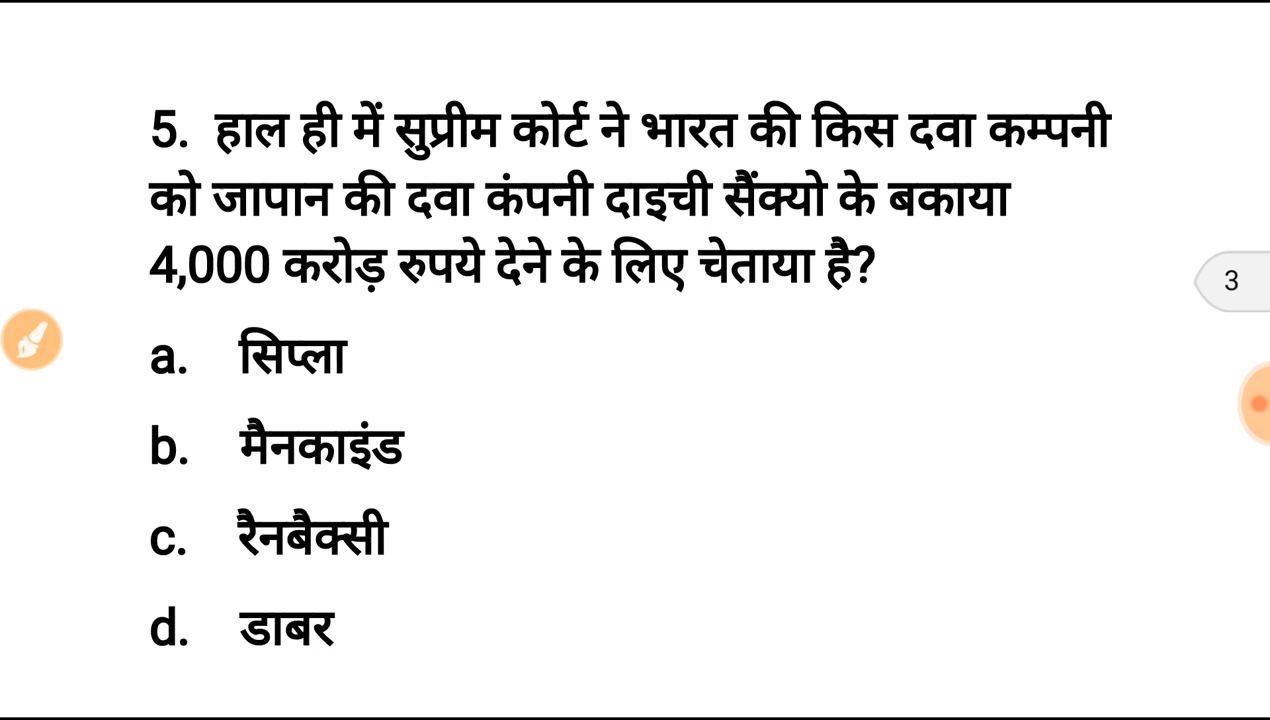 5. हाल ही में सुप्रीम कोर्ट ने भारत की किस दवा कम्पनी
को जापान की दवा कंपनी दाइची सैंक्यो के बकाया
4,000 करोड़ रुपये देने के लिए चेताया है?
3
a. सिप्ला
b. मैनकाइंड
c. रैनबैक्सी
d. डाबर